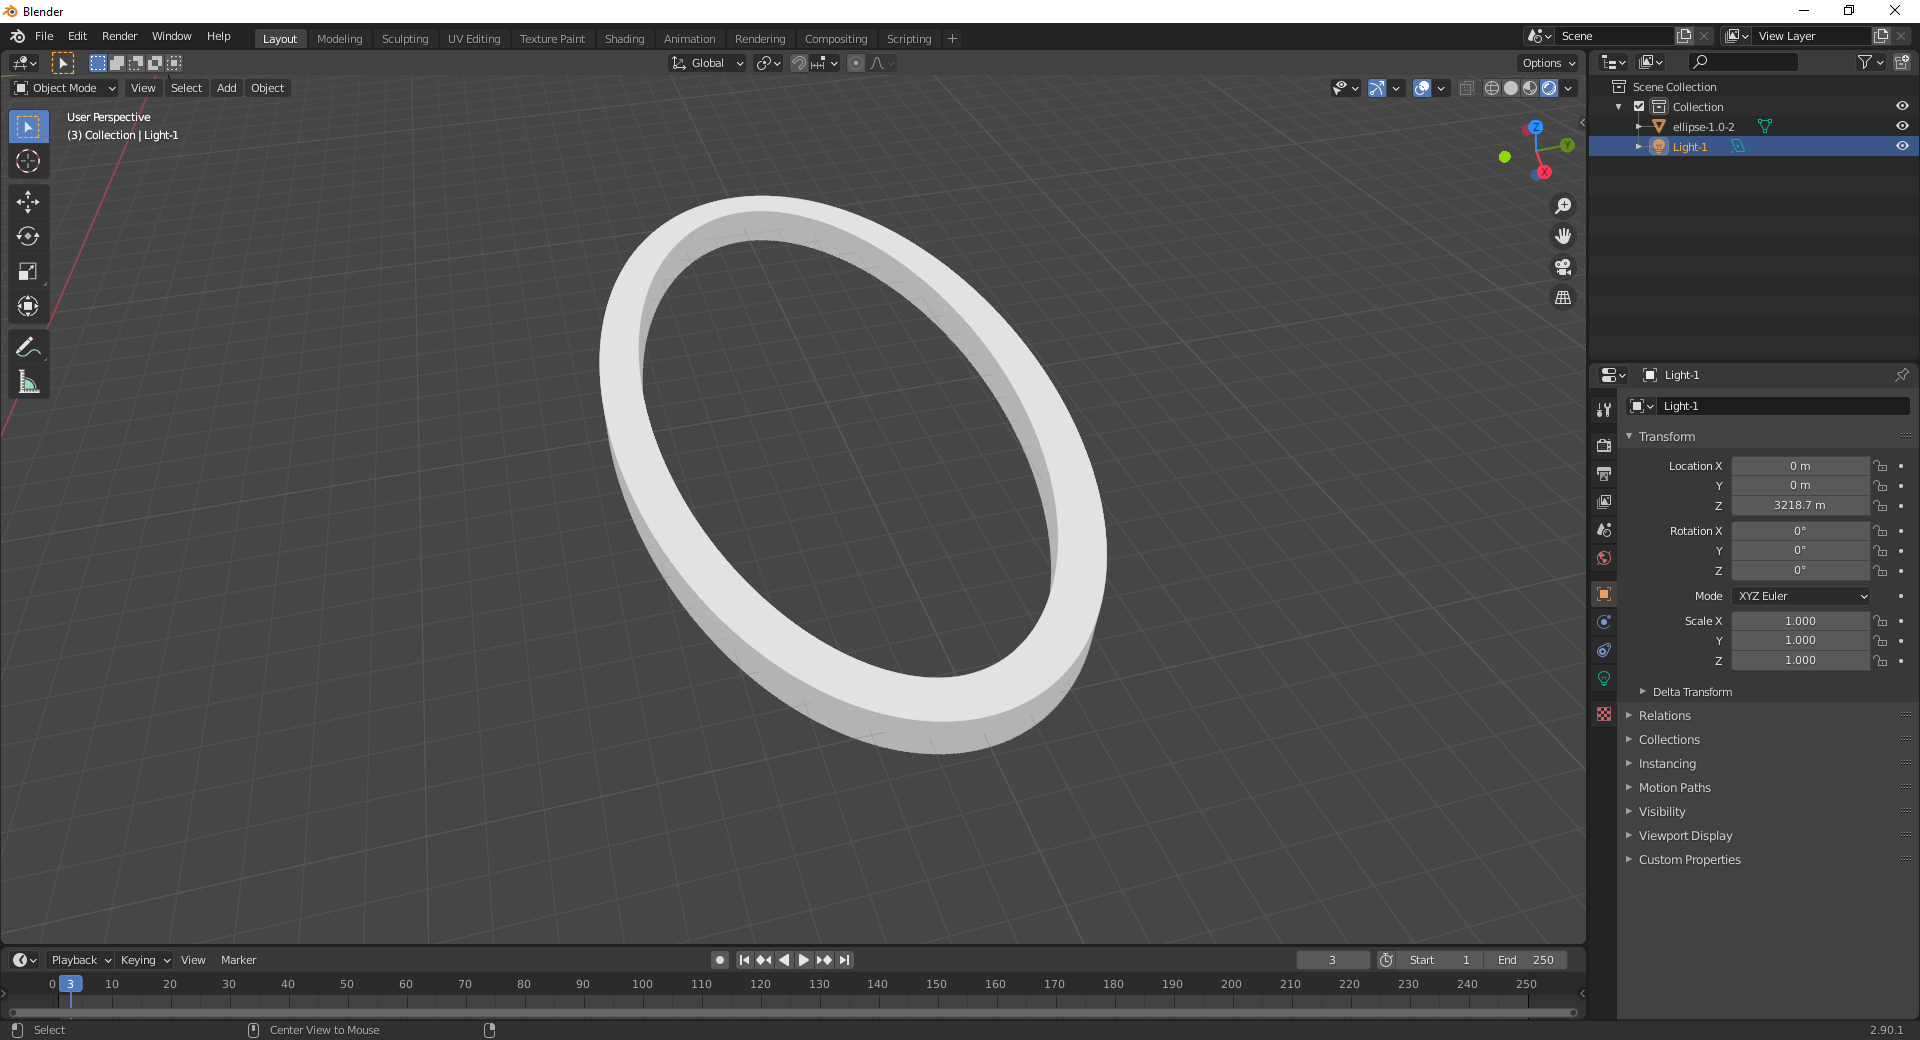 Blender
File Edit Render Window Help Layout Modeling Sculpting UV Editing Texture Paint Shading Animation Rendering Compositing Scripting + Scene View Layer
Global Options
Object Mode View Select Add Object
User Perspective
(3) Collection | Light-1
Z
Y
X
Scene Collection
Collection
ellipse-1.0-2
Light-1
Light-1
Light-1
Transform
Location X 0 m
Y 0 m
Z 3218.7 m
Rotation X 0°
Y 0°
Z 0°
Mode XYZ Euler
Scale X 1.000
Y 1.000
Z 1.000
Delta Transform
Relations
Collections
Instancing
Motion Paths
Visibility
Viewport Display
Custom Properties
Playback Keying View Marker 3 Start 1 End 250
0 3 10 20 30 40 50 60 70 80 90 100 110 120 130 140 150 160 170 180 190 200 210 220 230 240 250
Select Center View to Mouse 2.90.1